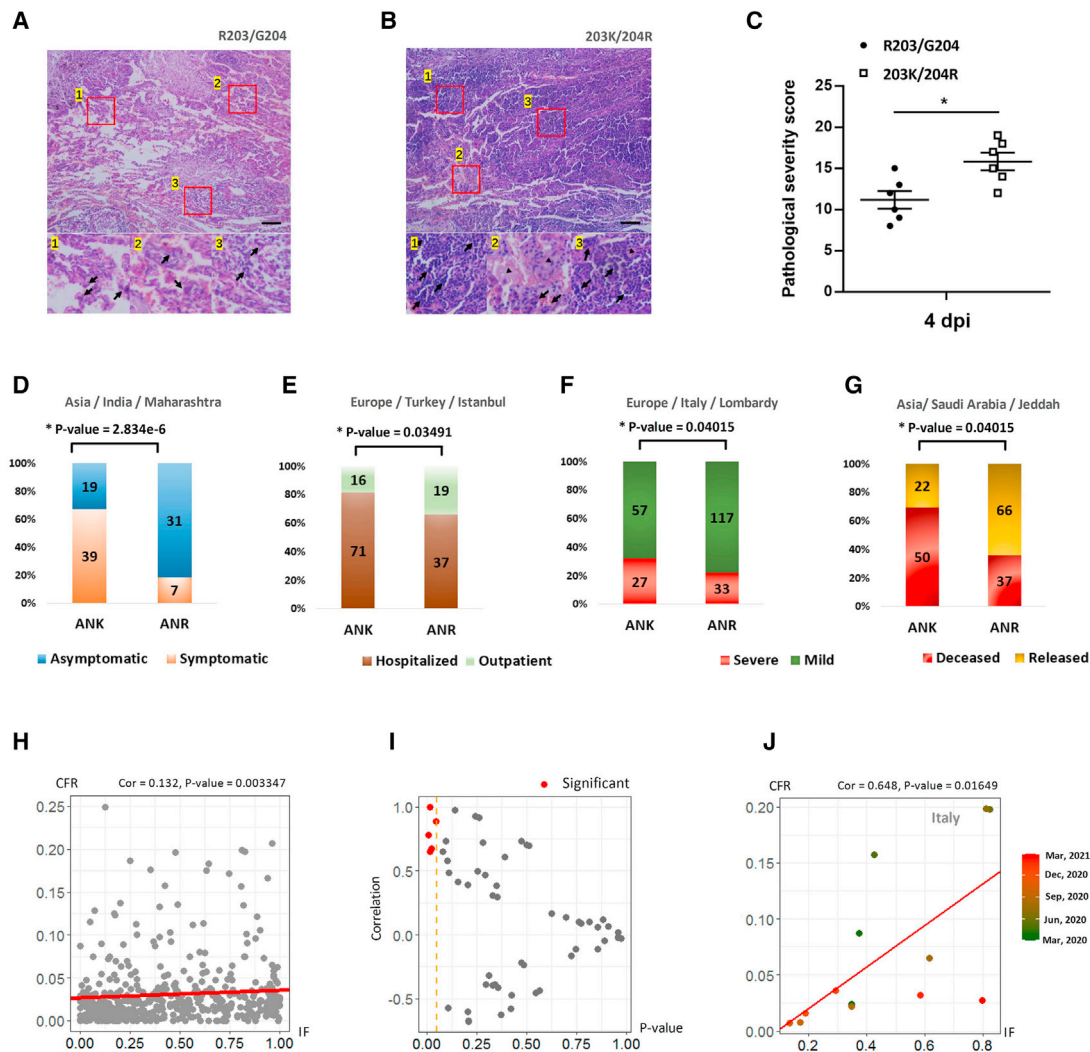 A
R203/G204
1
2
3
1
2
3
B
203K/204R
1
3
2
1
2
3
C
R203/G204
203K/204R
Pathological severity score
25
20
15
10
5
0
*
4 dpi
D
Asia / India / Maharashtra
* P-value = 2.834e-6
100%
80%
60%
40%
20%
0%
19
31
39
7
ANK ANR
Asymptomatic Symptomatic
E
Europe / Turkey / Istanbul
* P-value = 0.03491
100%
80%
60%
40%
20%
0%
16
19
71
37
ANK ANR
Hospitalized Outpatient
F
Europe / Italy / Lombardy
* P-value = 0.04015
100%
80%
60%
40%
20%
0%
57
117
27
33
ANK ANR
Severe Mild
G
Asia/ Saudi Arabia / Jeddah
* P-value = 0.04015
100%
80%
60%
40%
20%
0%
22
66
50
37
ANK ANR
Deceased Released
H
CFR Cor = 0.132, P-value = 0.003347
0.25
0.20
0.15
0.10
0.05
0.00
0.00 0.25 0.50 0.75 1.00
IF
I
Significant
Correlation
1.0
0.5
0.0
-0.5
0.00 0.25 0.50 0.75 1.00
P-value
J
CFR Cor = 0.648, P-value = 0.01649
Italy
0.20
0.15
0.10
0.05
0.00
0.2 0.4 0.6 0.8
IF
Mar, 2021
Dec, 2020
Sep, 2020
Jun, 2020
Mar, 2020